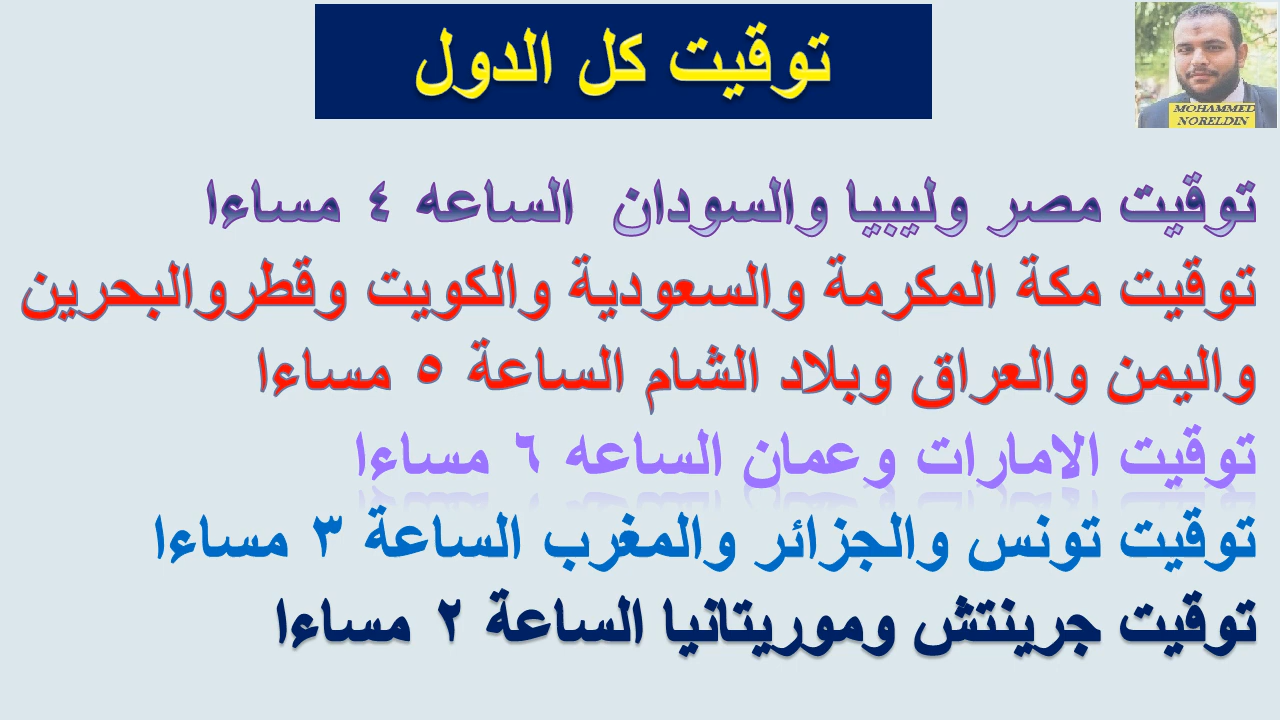 توقيت كل الدول
MOHAMMED
NORELDIN
توقيت مصر وليبيا والسودان الساعه ٤ مساءا
توقيت مكة المكرمة والسعودية والكويت وقطروالبحرين
واليمن والعراق وبلاد الشام الساعة ٥ مساءا
توقيت الامارات وعمان الساعه ٦ مساءا
توقيت تونس والجزائر والمغرب الساعة ٣ مساءا
توقيت جرينتش وموريتانيا الساعة ٢ مساءا